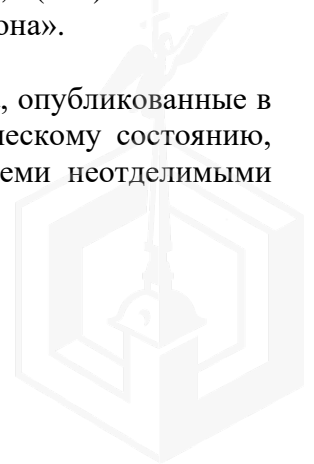 она».
, опубликованные в
ческому состоянию,
еми неотделимыми